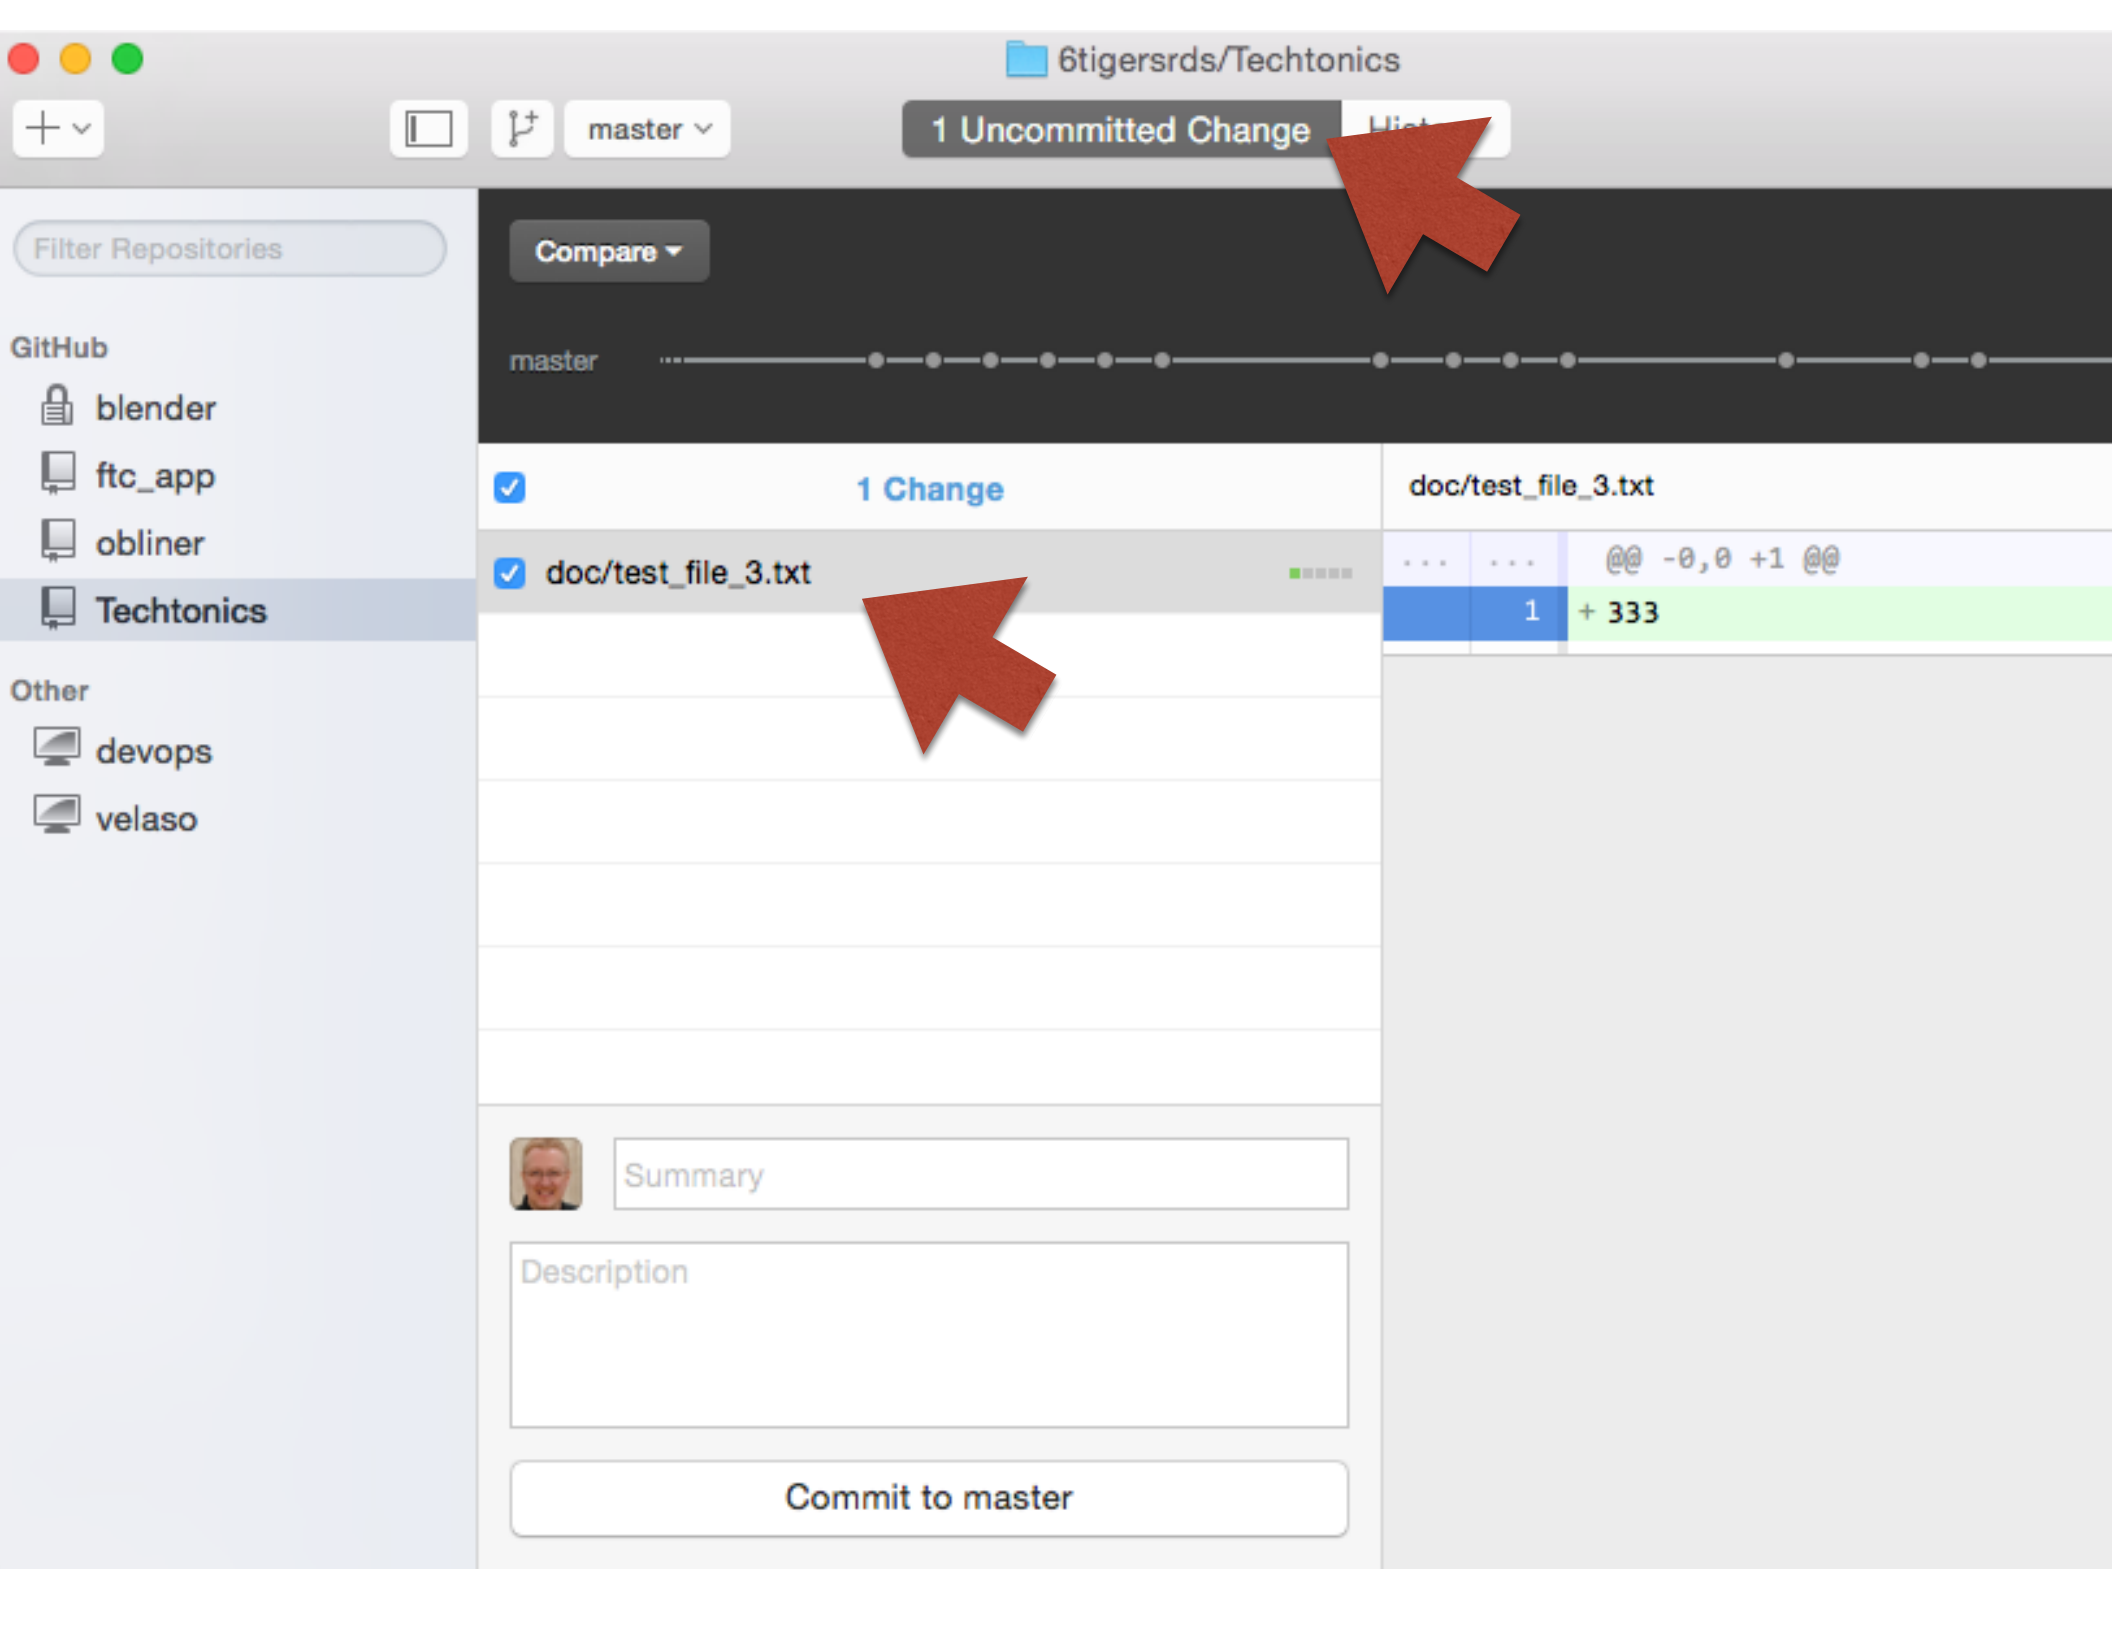 6tigersrds/Techtonics
master
1 Uncommitted Change
Filter Repositories
GitHub
blender
ftc_app
obliner
Techtonics
Other
devops
velaso
Compare
master
1 Change
doc/test_file_3.txt
Summary
Description
Commit to master
doc/test_file_3.txt
... ... @@ -0,0 +1 @@
1 + 333